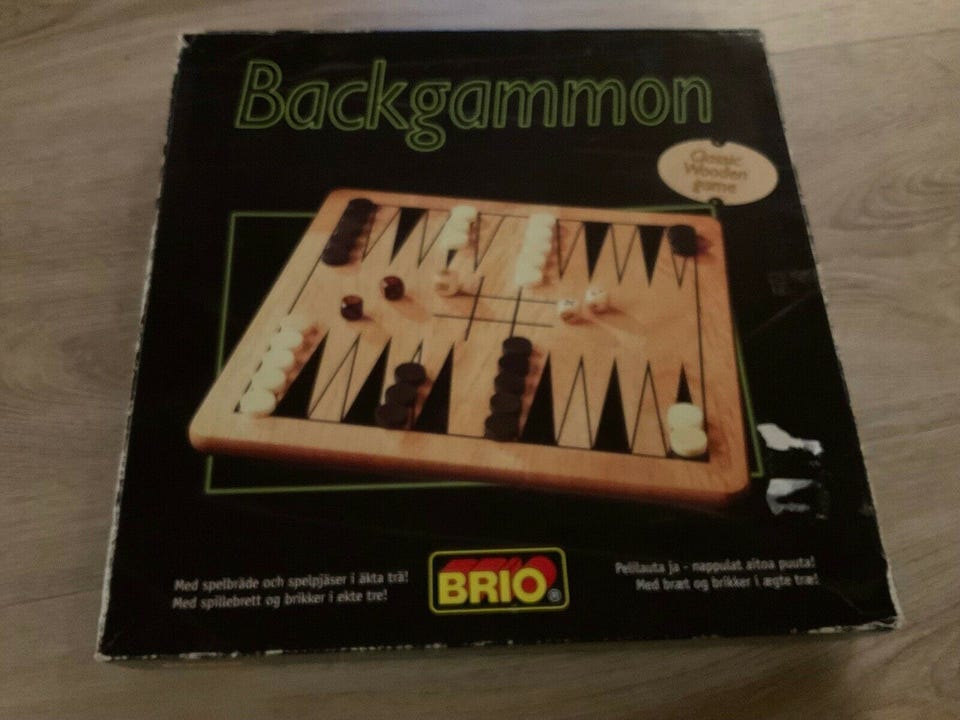 Backgammon
Classic
Wooden
game
Med spelbräde och spelpjäser i äkta trä!
Med spillebrett og brikker i ekte tre!
BRIO®
Pelilauta ja - nappulat aitoa puuta!
Med bræt og brikker i ægte træ!